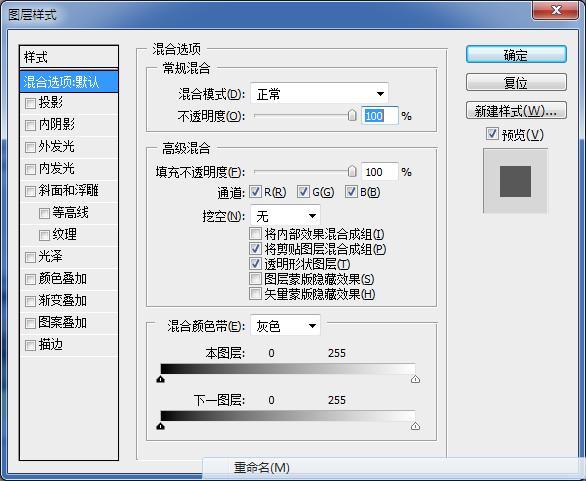 图层样式
样式
混合选项:默认
投影
内阴影
外发光
内发光
斜面和浮雕
等高线
纹理
光泽
颜色叠加
渐变叠加
图案叠加
描边
混合选项
常规混合
混合模式(D): 正常
不透明度(O): 100 %
高级混合
填充不透明度(F): 100 %
通道: R(R) G(G) B(B)
挖空(N): 无
将内部效果混合成组(I)
将剪贴图层混合成组(P)
透明形状图层(T)
图层蒙版隐藏效果(S)
矢量蒙版隐藏效果(H)
混合颜色带(E): 灰色
本图层: 0 255
下一图层: 0 255
确定
复位
新建样式(W)...
预览(V)
重命名(M)